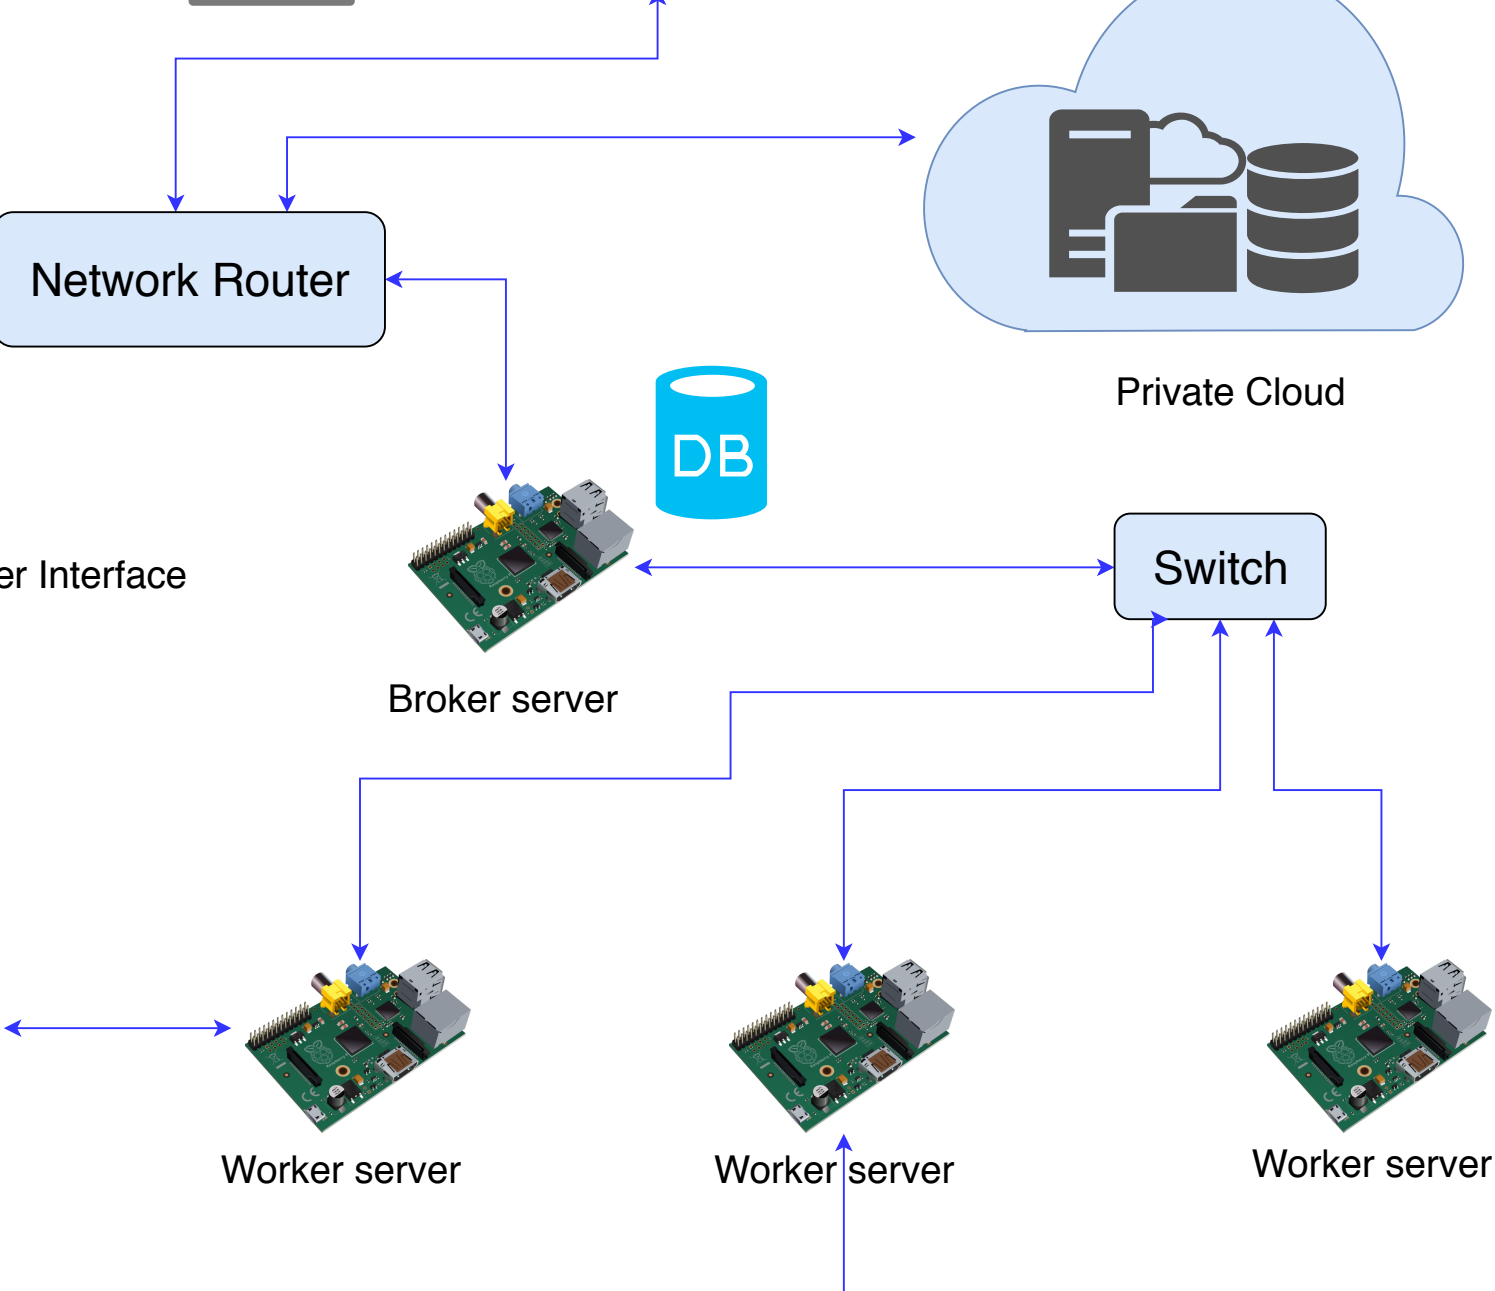 Network Router
Private Cloud
DB
Switch
er Interface
Broker server
Worker server
Worker server
Worker server